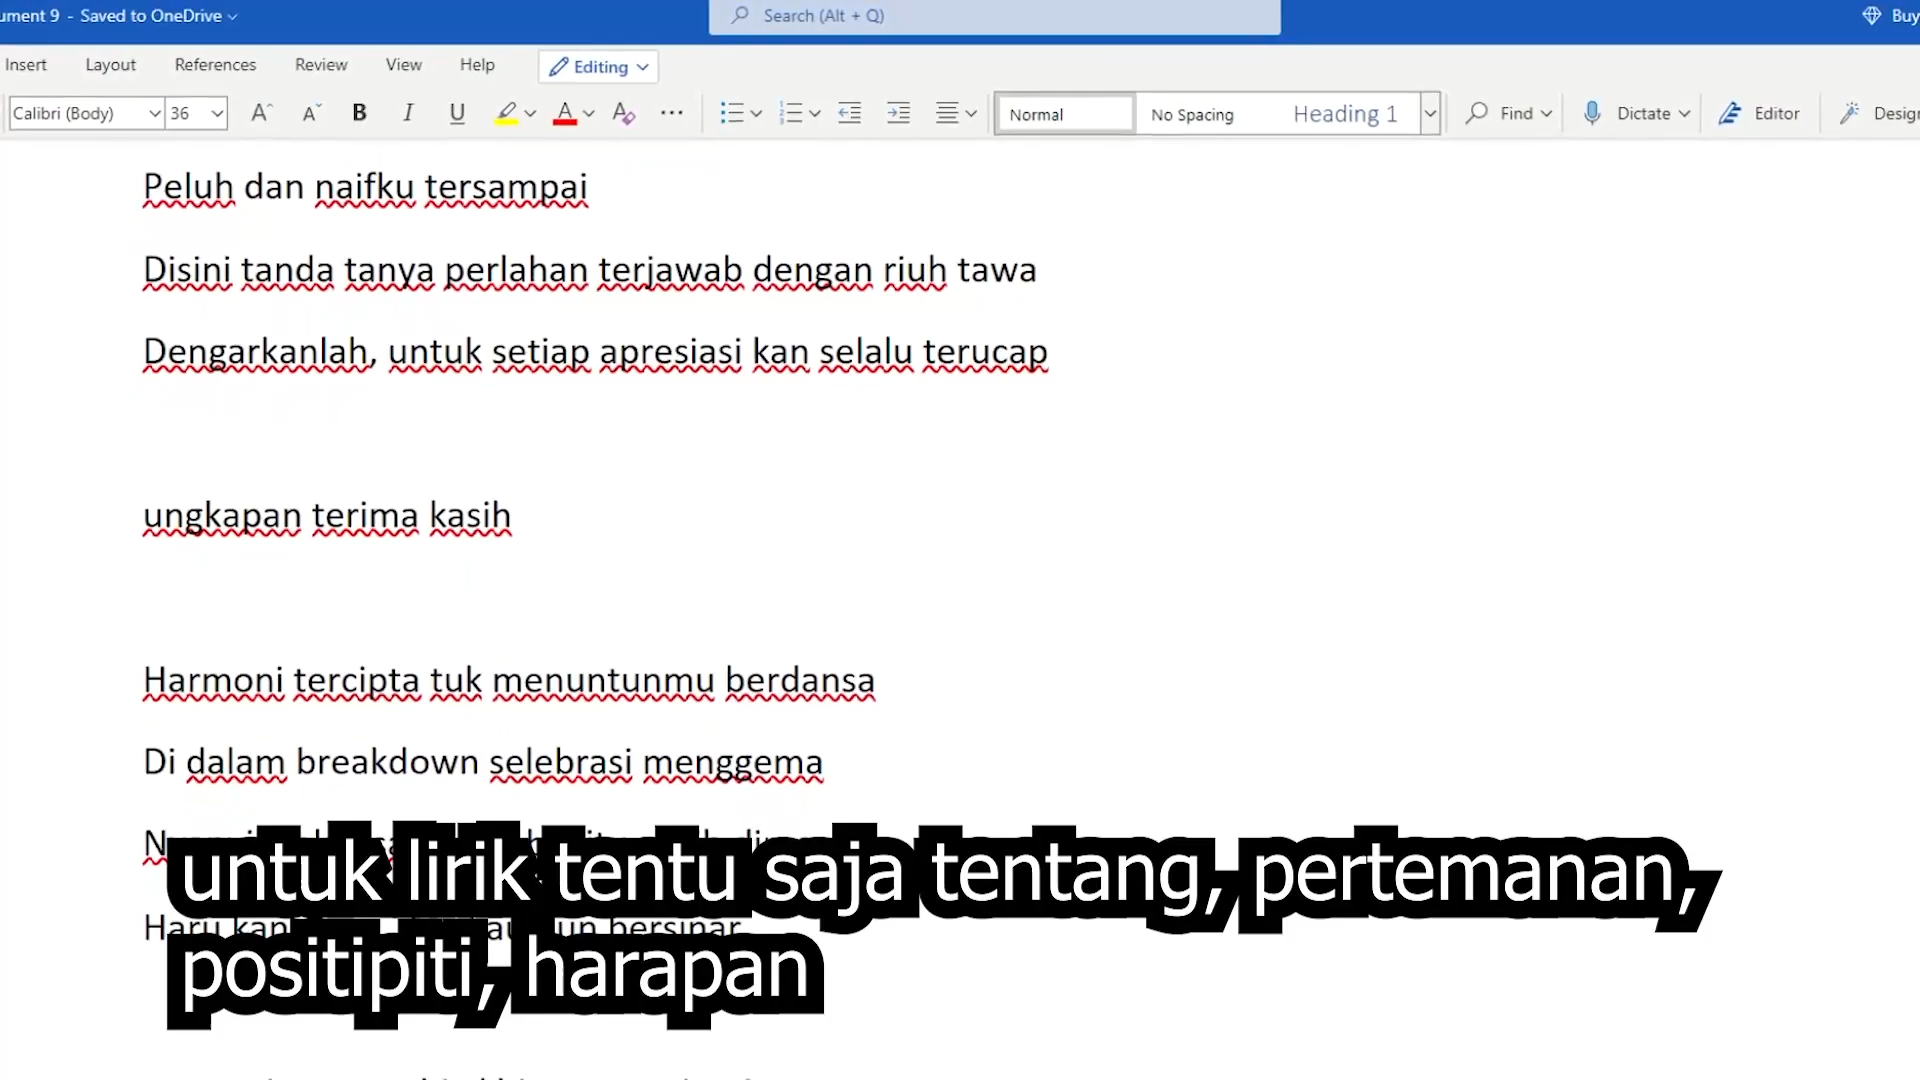 ument 9 - Saved to OneDrive
Search (Alt + Q)
Buy
Insert Layout References Review View Help Editing
Calibri (Body) 36 B I U Normal No Spacing Heading 1 Find Dictate Editor Design
Peluh dan naifku tersampai
Disini tanda tanya perlahan terjawab dengan riuh tawa
Dengarkanlah, untuk setiap apresiasi kan selalu terucap
ungkapan terima kasih
Harmoni tercipta tuk menuntunmu berdansa
Di dalam breakdown selebrasi menggema
Haru bersinar
untuk lirik tentu saja tentang, pertemanan,
positipiti, harapan